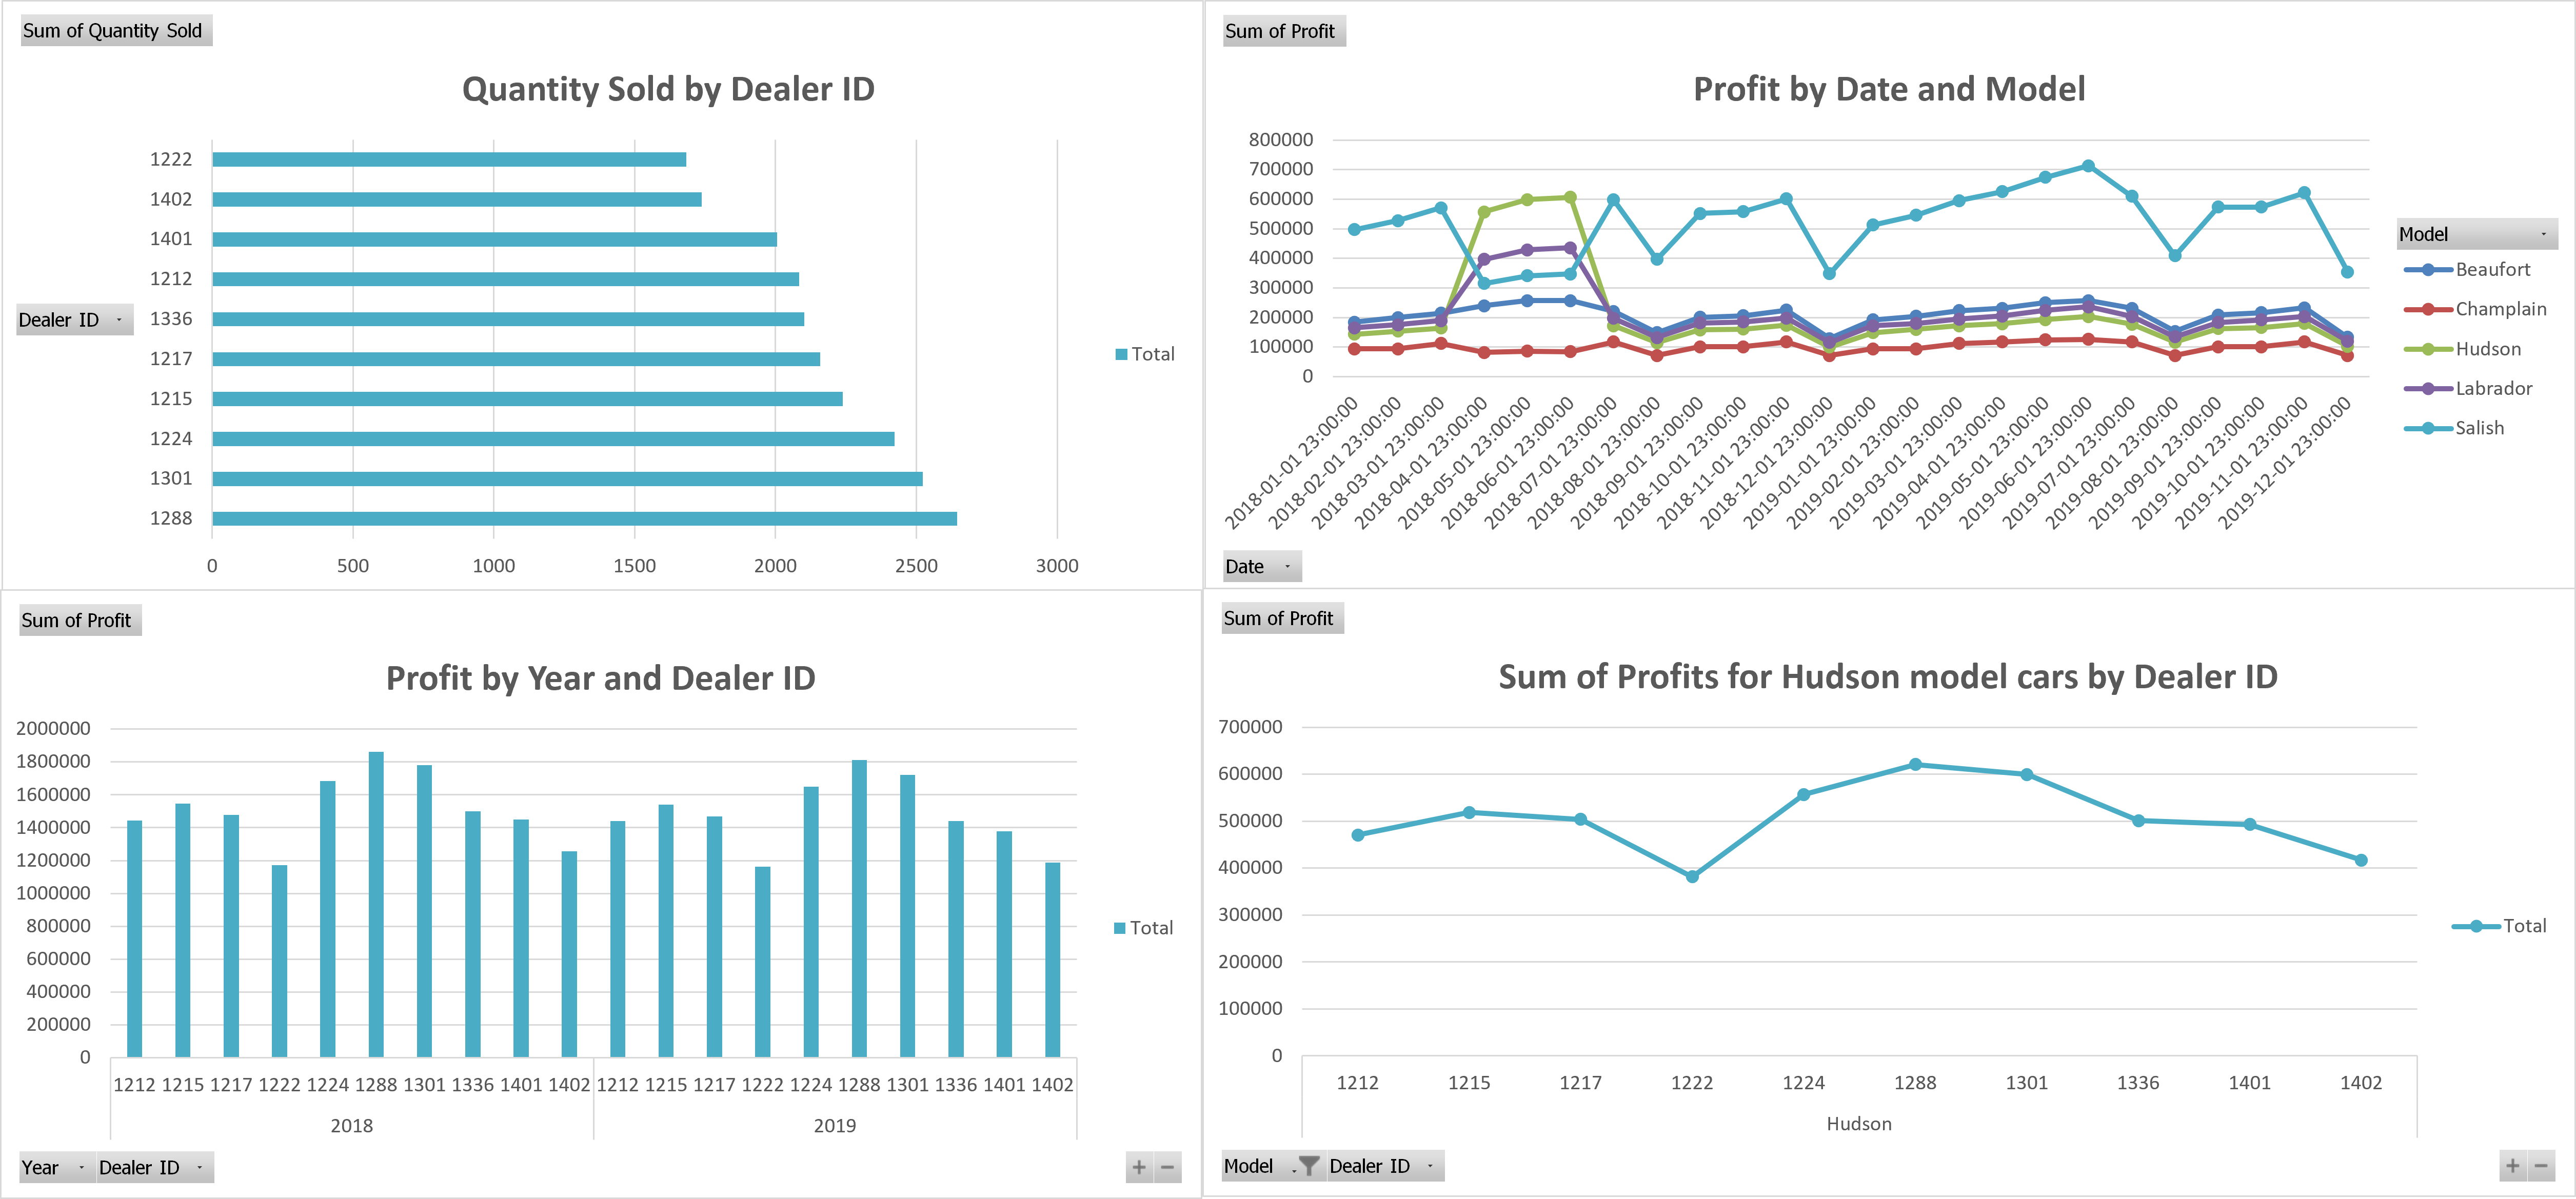 Sum of Quantity Sold
Quantity Sold by Dealer ID
1222
1402
1401
1212
1336
1217
1215
1224
1301
1288
Dealer ID
0 500 1000 1500 2000 2500 3000
Total
Sum of Profit
Profit by Date and Model
800000
700000
600000
500000
400000
300000
200000
100000
0
2018-01-01 23:00:00
2018-02-01 23:00:00
2018-03-01 23:00:00
2018-04-01 23:00:00
2018-05-01 23:00:00
2018-06-01 23:00:00
2018-07-01 23:00:00
2018-08-01 23:00:00
2018-09-01 23:00:00
2018-10-01 23:00:00
2018-11-01 23:00:00
2018-12-01 23:00:00
2019-01-01 23:00:00
2019-02-01 23:00:00
2019-03-01 23:00:00
2019-04-01 23:00:00
2019-05-01 23:00:00
2019-06-01 23:00:00
2019-07-01 23:00:00
2019-08-01 23:00:00
2019-09-01 23:00:00
2019-10-01 23:00:00
2019-11-01 23:00:00
2019-12-01 23:00:00
Model
Beaufort
Champlain
Hudson
Labrador
Salish
Date
Sum of Profit
Profit by Year and Dealer ID
2000000
1800000
1600000
1400000
1200000
1000000
800000
600000
400000
200000
0
1212 1215 1217 1222 1224 1288 1301 1336 1401 1402 1212 1215 1217 1222 1224 1288 1301 1336 1401 1402
2018 2019
Total
Year Dealer ID
+ −
Sum of Profit
Sum of Profits for Hudson model cars by Dealer ID
700000
600000
500000
400000
300000
200000
100000
0
1212 1215 1217 1222 1224 1288 1301 1336 1401 1402
Hudson
Total
Model Dealer ID
+ −